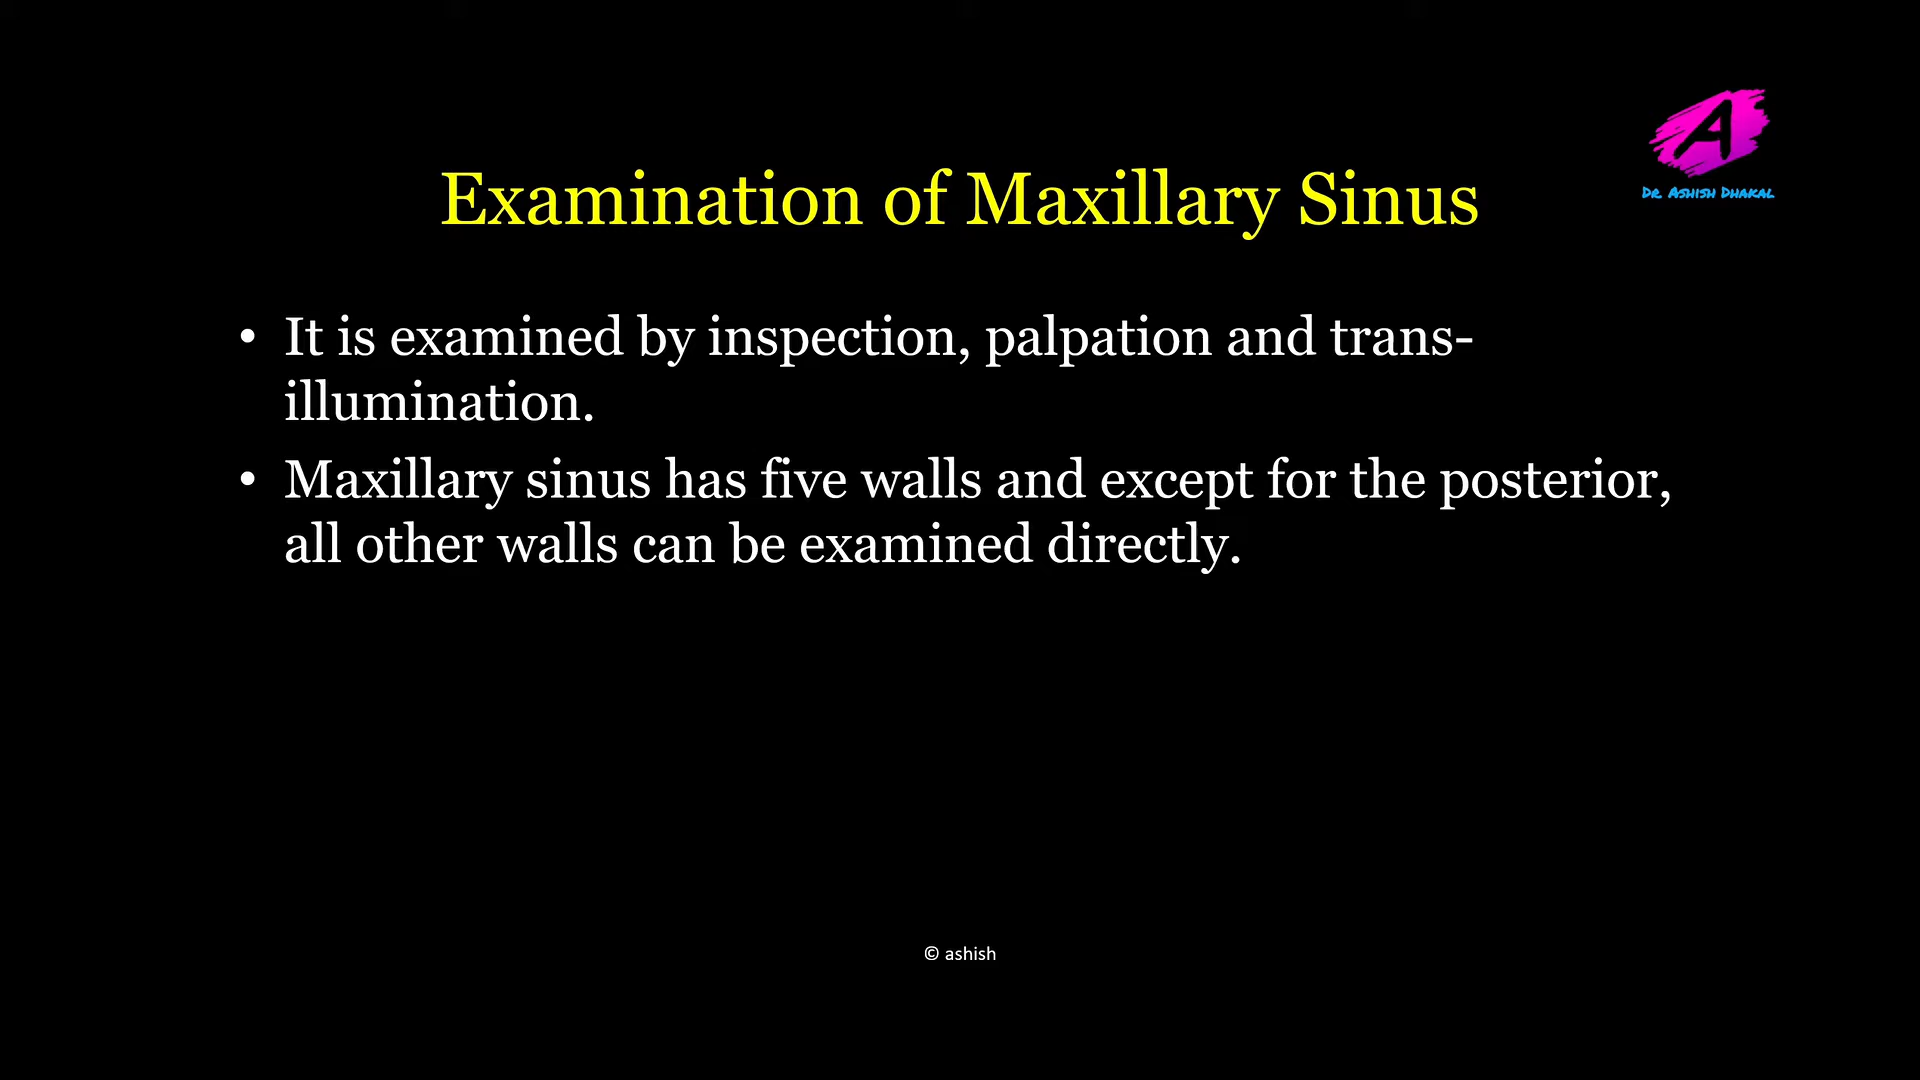 A
Dr. Ashish Dhakal
Examination of Maxillary Sinus
• It is examined by inspection, palpation and trans-
illumination.
• Maxillary sinus has five walls and except for the posterior,
all other walls can be examined directly.
© ashish